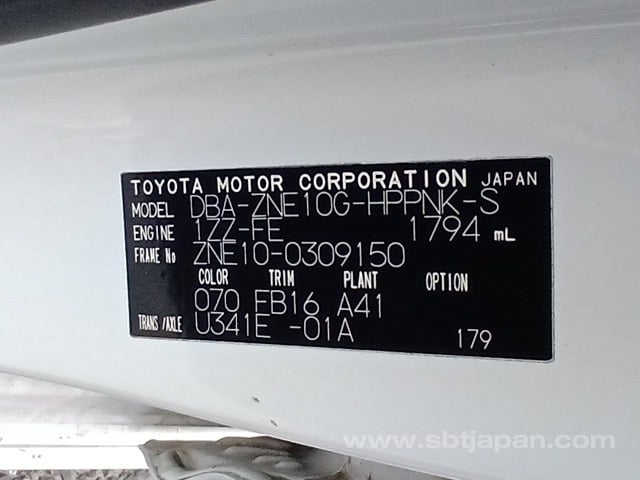 TOYOTA MOTOR CORPORATION JAPAN
MODEL DBA-ZNE10G-HPPNK-S
ENGINE 1ZZ-FE 1794 mL
FRAME No ZNE10-0309150
COLOR TRIM PLANT OPTION
070 FB16 A41
TRANS/AXLE U341E -01A 179
www.sbtjapan.com